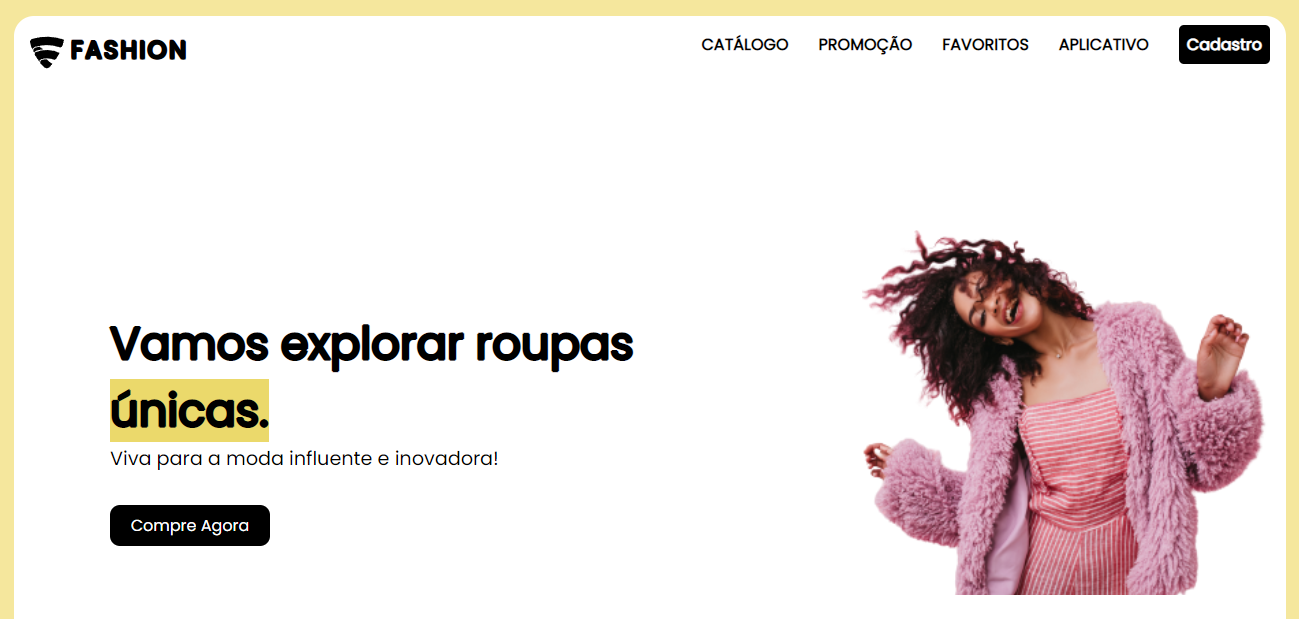 FASHION
CATÁLOGO PROMOÇÃO FAVORITOS APLICATIVO Cadastro
Vamos explorar roupas
únicas.
Viva para a moda influente e inovadora!
Compre Agora